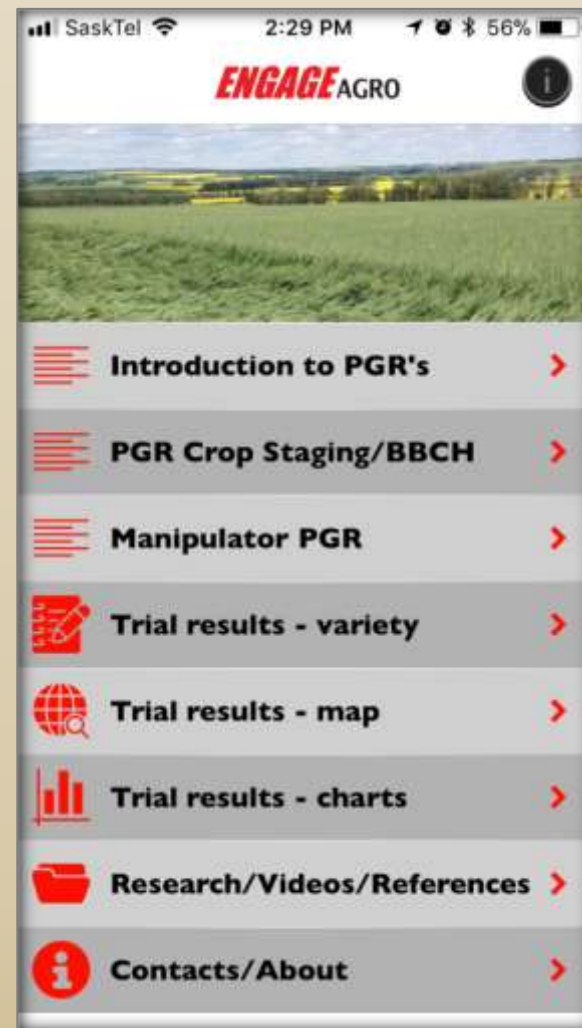 SaskTel 2:29 PM 56%
ENGAGE AGRO
Introduction to PGR's
PGR Crop Staging/BBCH
Manipulator PGR
Trial results - variety
Trial results - map
Trial results - charts
Research/Videos/References
Contacts/About